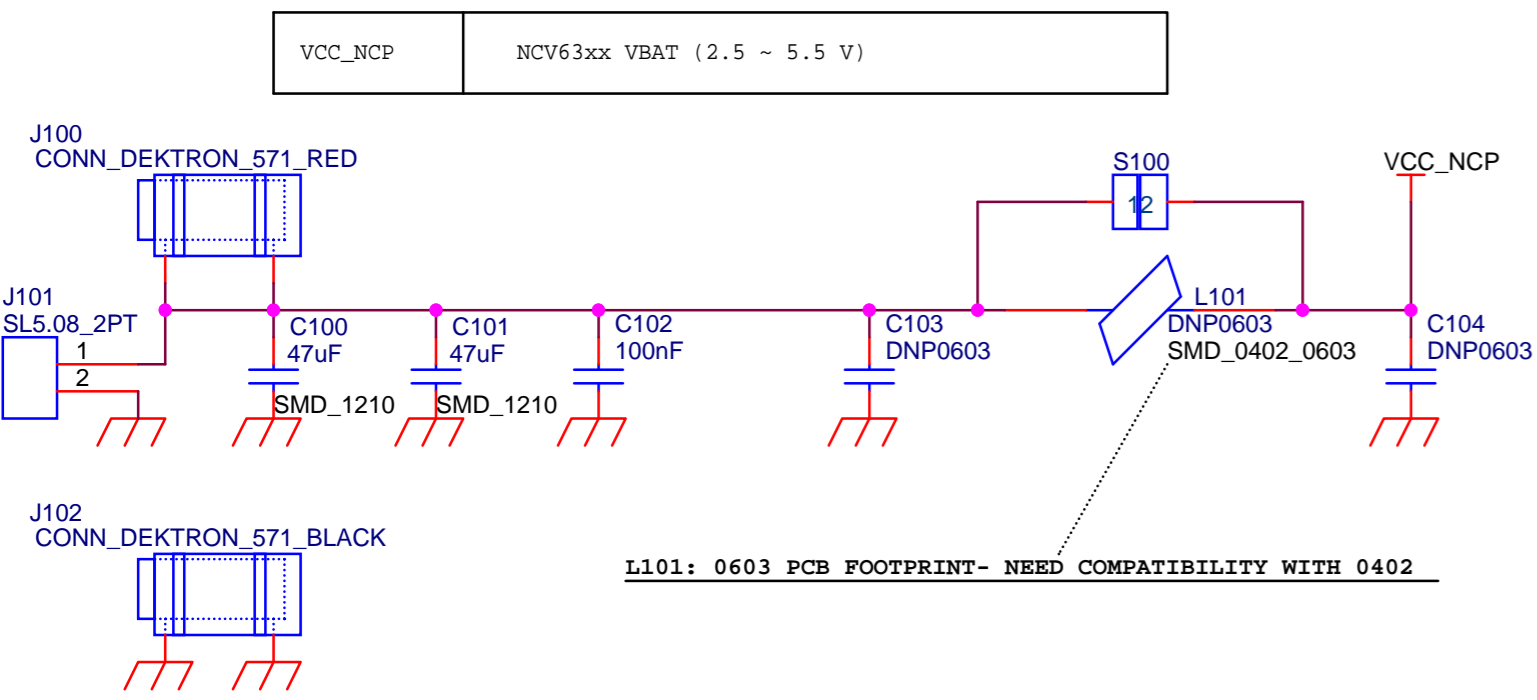 VCC_NCP NCV63xx VBAT (2.5 ~ 5.5 V)
J100
CONN_DEKTRON_571_RED
S100
12
VCC_NCP
J101
SL5.08_2PT
1
2
C100
47uF
SMD_1210
C101
47uF
SMD_1210
C102
100nF
C103
DNP0603
L101
DNP0603
SMD_0402_0603
C104
DNP0603
J102
CONN_DEKTRON_571_BLACK
L101: 0603 PCB FOOTPRINT- NEED COMPATIBILITY WITH 0402